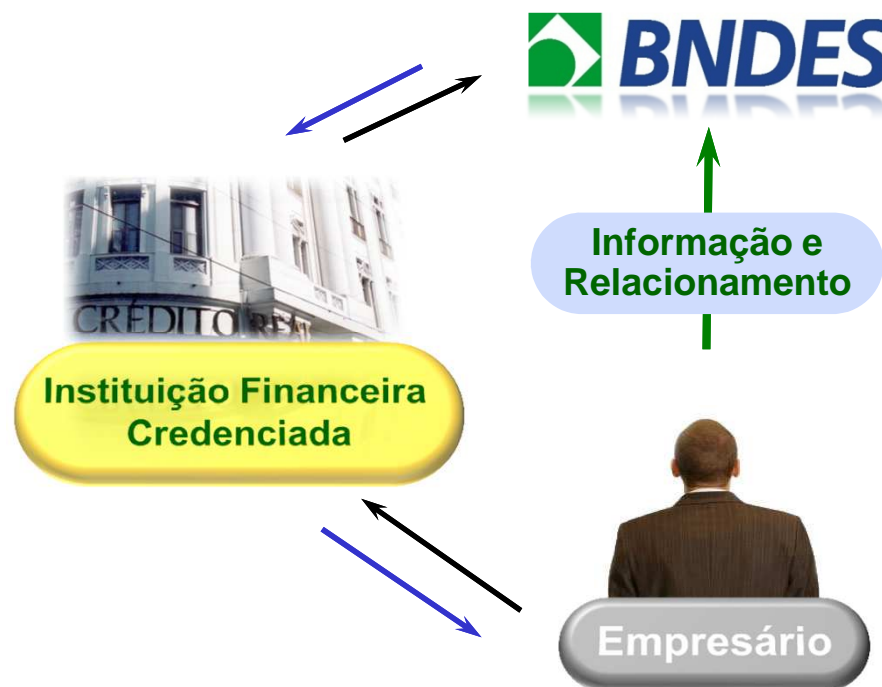 BNDES
Informação e
Relacionamento
CRÉDITO
Instituição Financeira
Credenciada
Empresário